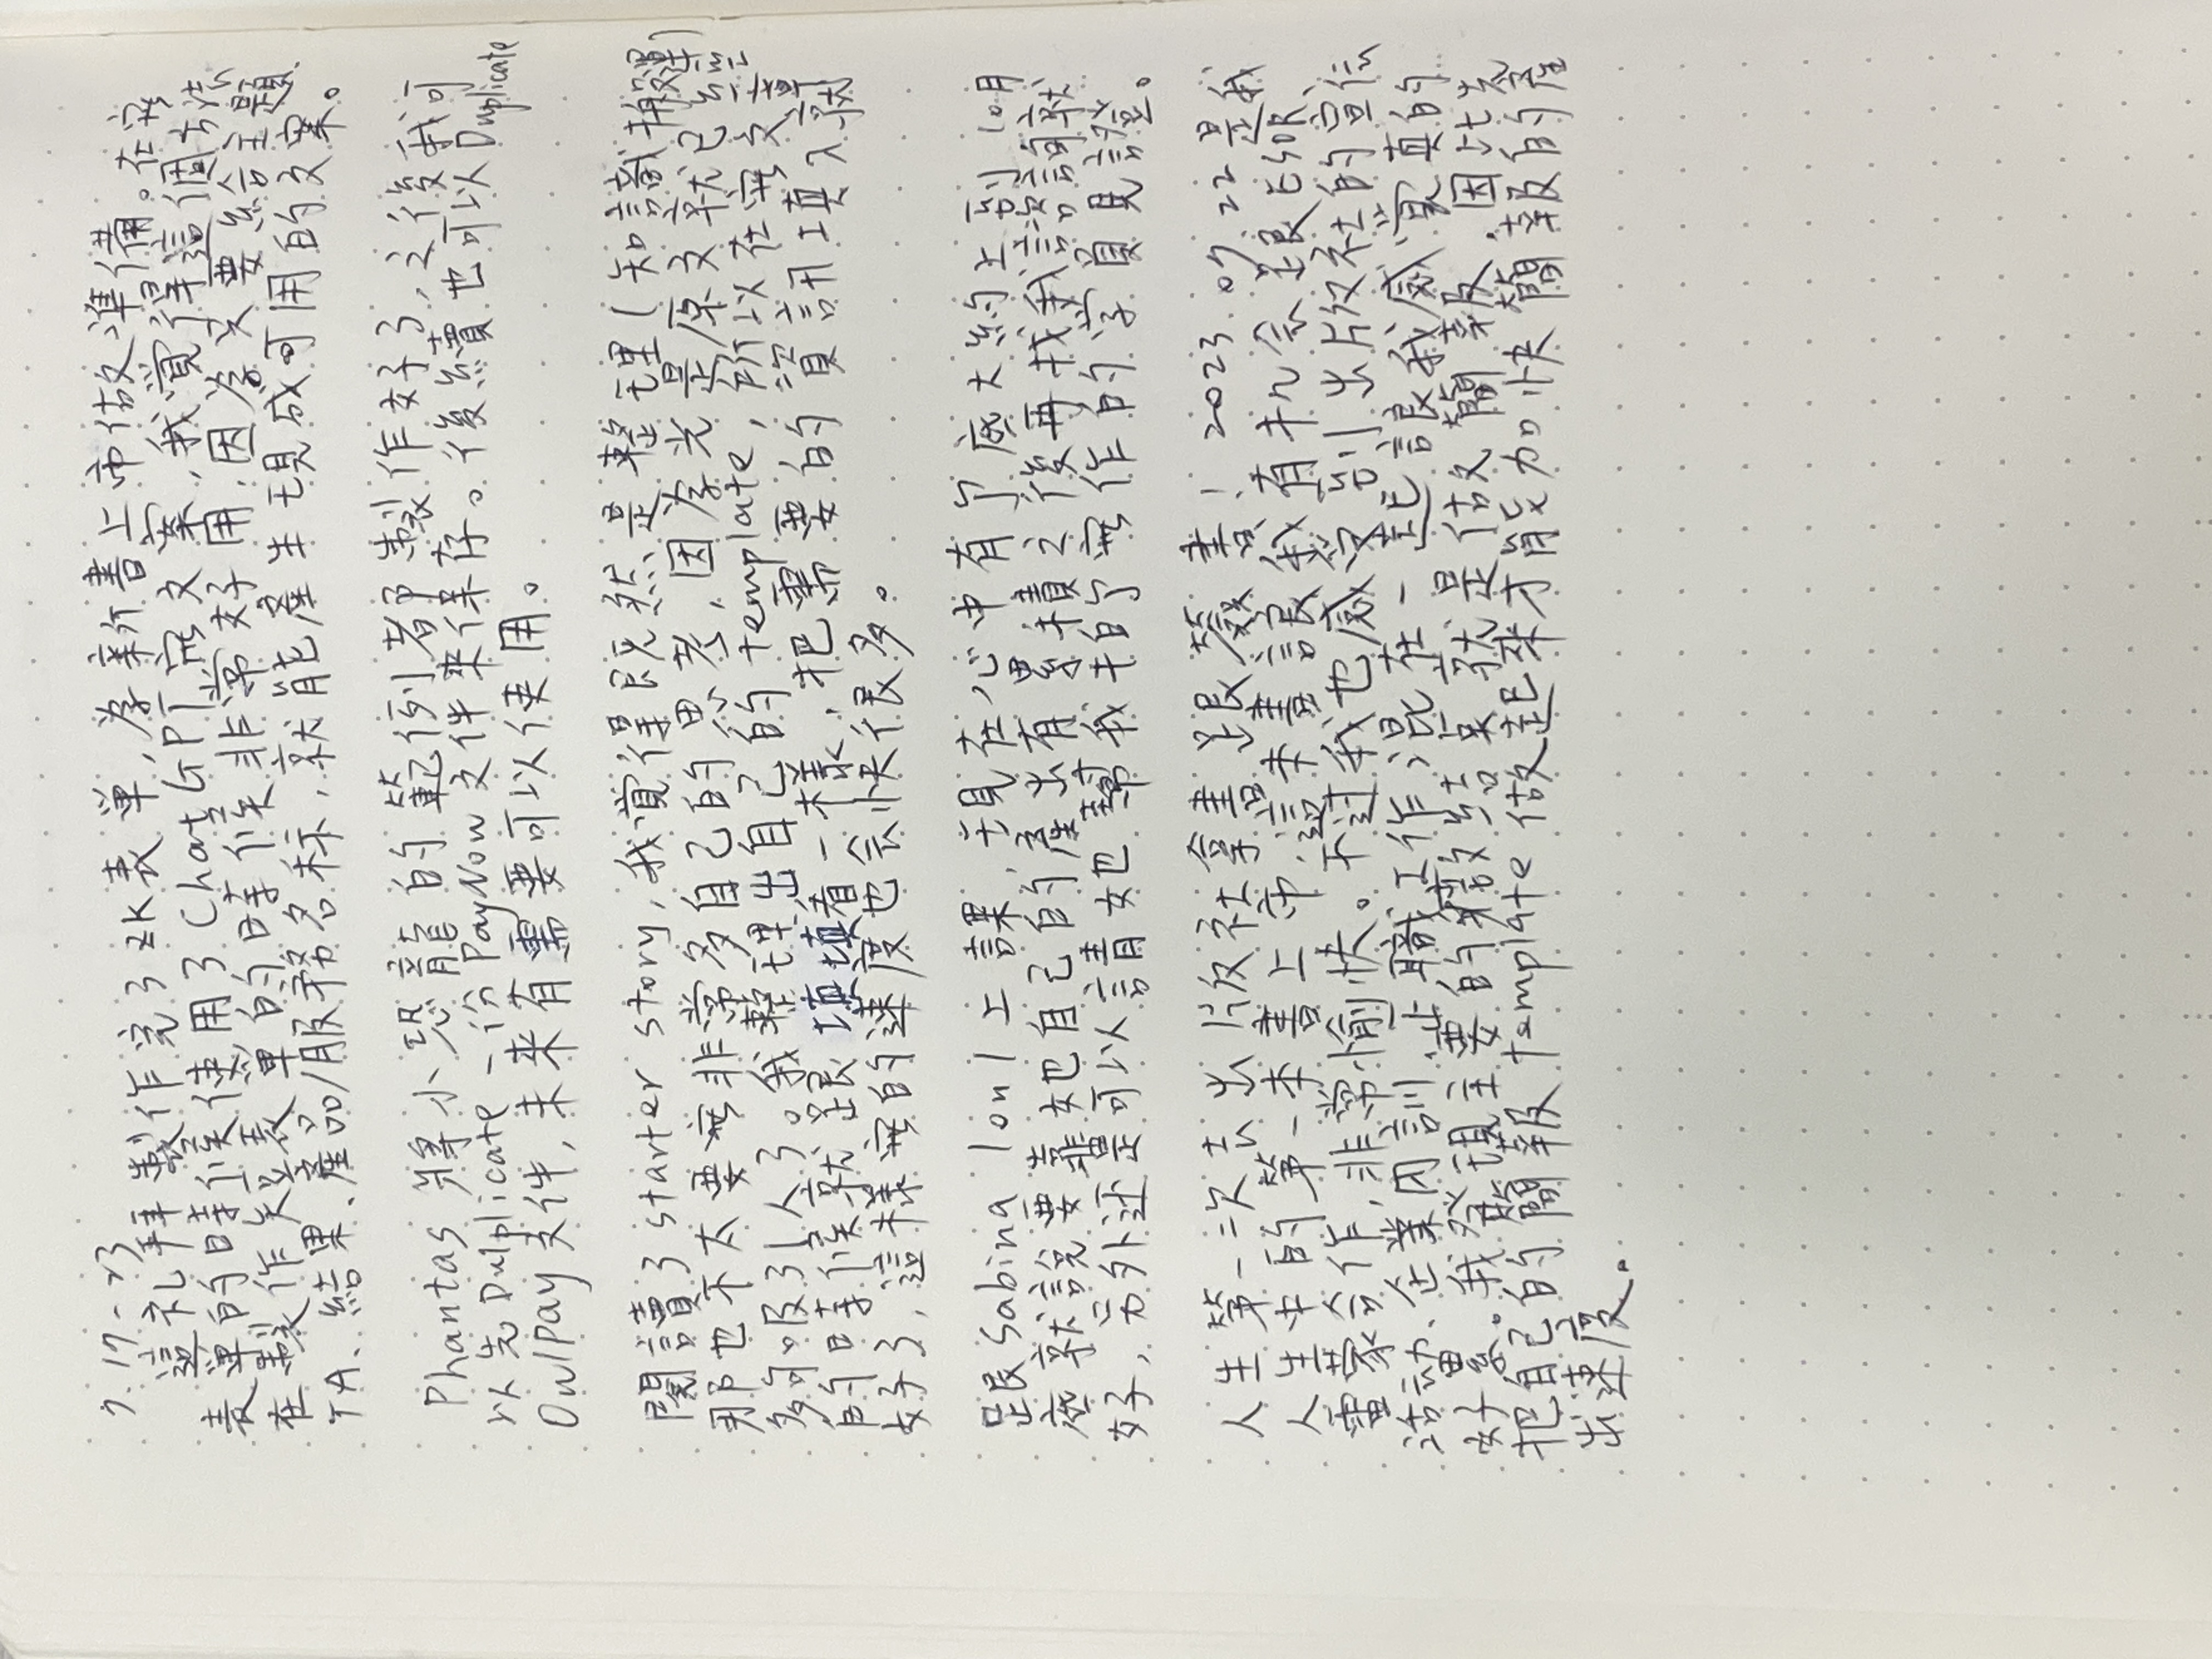 7.17-23
這礼拜製作完了ZK表單,為新書上市做準備。在寫
表單的時候使用了ChatGPT寫文案,我覺得這個方法
在製作短表單的時候非常好用,因為只要給主題、
TA、結果、產品/服務名称,就能產生現成可用的文案。
Phantas 將小恐龍的範例都製作好了,之後我可
以先Dulplicate一份PayNow文件來保存。後續也可以Duplicate
OwlPay文件,未來有需要可以使用。
閱讀了starter story,我覺得既然是整理(知識搬運)
那也不太要寫非常多自己的思考,因為光是原文就已經
夠吸引人了。我整理出自己的template,所以在寫文章
的時候就跟填填看一樣,把需要的資訊填入就
好了,這樣寫的速度也会快很多。
跟Sabina 1on1上課,現在心中有了底大約上到10月
底就說要靠她自己的產出有累積之後再找我諮詢就
好,另外还是可以請她幫我卡的寫作的学員見證。
人生第一次去出版社拿書跟簽書! 2023.07.22是我
人生中的第一本書上市,這本書讓我有机会跟Esor、
雷蒙合作,非常愉快。不过我也感受到出版社的宣伝
活動、企業內訓、正職工作混在一起讓我感覚真的
好累。我發現主要的癥結点就是做簡報,因此先
把自己的簡報template做起來才能加快簡報的產
出速度。